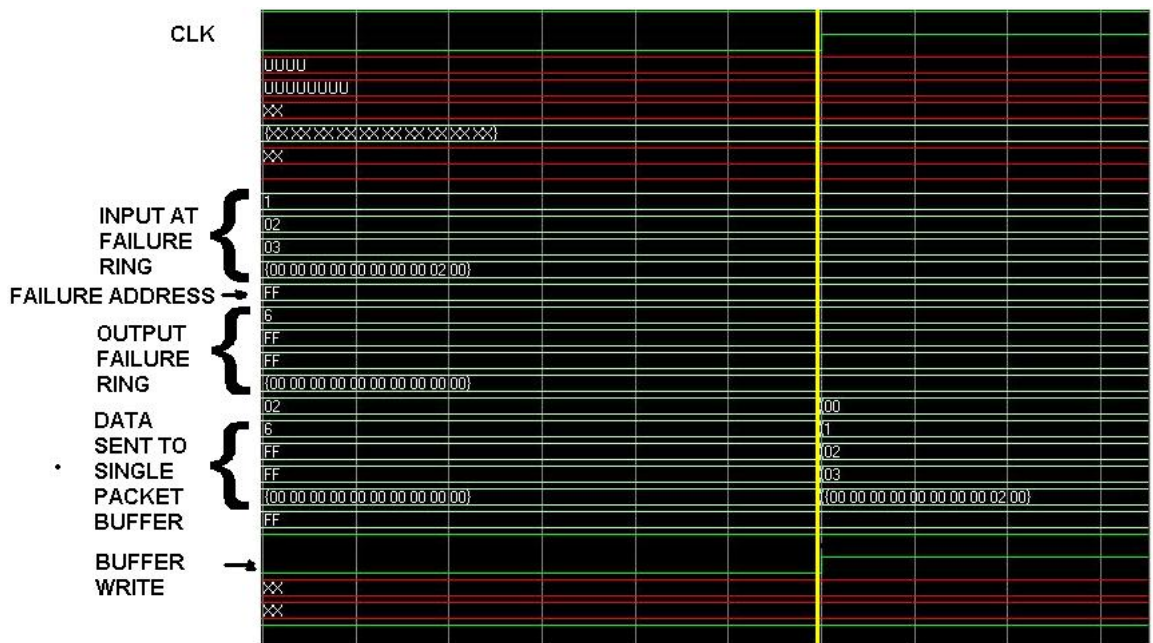 CLK
UUUU
UUUUUUUU
XX
{XX XX XX XX XX XX XX XX XX XX}
XX
INPUT AT
FAILURE
RING
1
02
03
{00 00 00 00 00 00 00 00 02 00}
FAILURE ADDRESS
FF
OUTPUT
FAILURE
RING
6
FF
FF
{00 00 00 00 00 00 00 00 00 00}
02 00
DATA
SENT TO
SINGLE
PACKET
BUFFER
6 1
FF 02
FF 03
{00 00 00 00 00 00 00 00 00 00} {00 00 00 00 00 00 00 00 02 00}
FF
BUFFER
WRITE
XX
XX